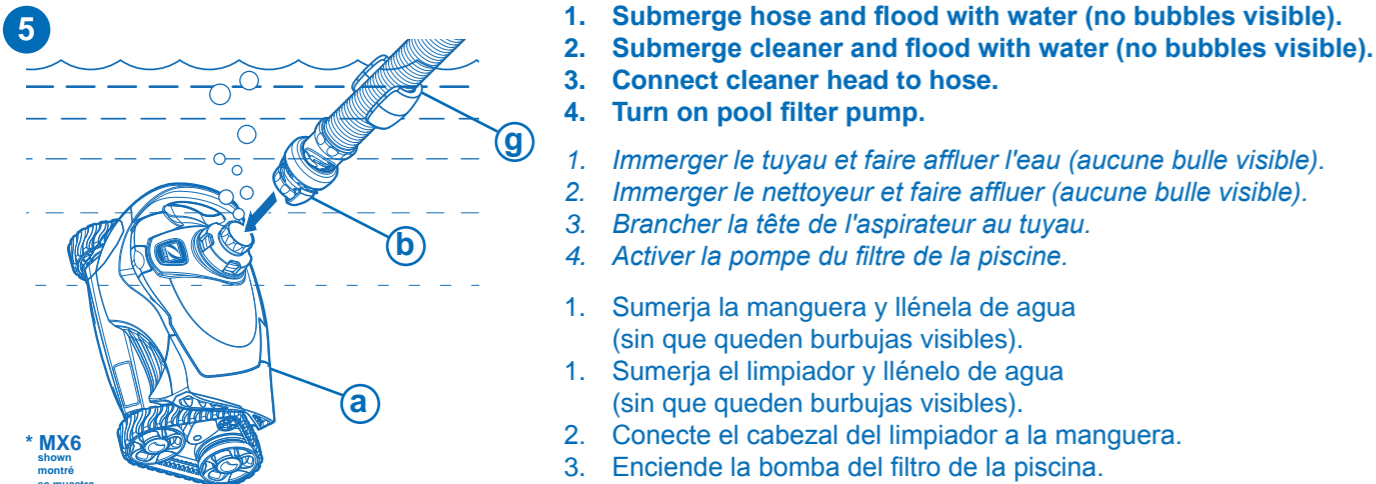 5
1. Submerge hose and flood with water (no bubbles visible).
2. Submerge cleaner and flood with water (no bubbles visible).
3. Connect cleaner head to hose.
4. Turn on pool filter pump.
1. Immerger le tuyau et faire affluer l'eau (aucune bulle visible).
2. Immerger le nettoyeur et faire affluer (aucune bulle visible).
3. Brancher la tête de l'aspirateur au tuyau.
4. Activer la pompe du filtre de la piscine.
1. Sumerja la manguera y llénela de agua
(sin que queden burbujas visibles).
1. Sumerja el limpiador y llénelo de agua
(sin que queden burbujas visibles).
2. Conecte el cabezal del limpiador a la manguera.
3. Enciende la bomba del filtro de la piscina.
g
b
a
* MX6
shown
montré
se muestra